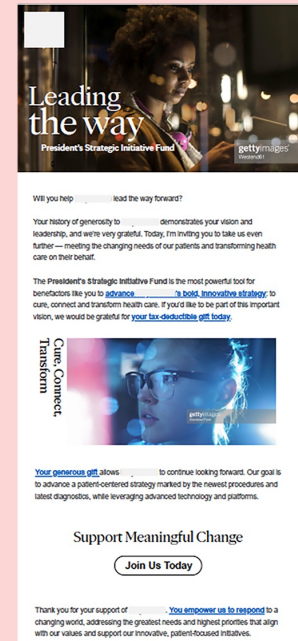 Leading
the way
President's Strategic Initiative Fund
gettyimages
Westend61
Will you help lead the way forward?
Your history of generosity to demonstrates your vision and
leadership, and we're very grateful. Today, I'm inviting you to take us even
further — meeting the changing needs of our patients and transforming health
care on their behalf.
The President's Strategic Initiative Fund is the most powerful tool for
benefactors like you to advance 's bold, innovative strategy: to
cure, connect and transform health care. If you'd like to be part of this important
vision, we would be grateful for your tax-deductible gift today.
Cure, Connect,
Transform
gettyimages
Your generous gift allows to continue looking forward. Our goal is
to advance a patient-centered strategy marked by the newest procedures and
latest diagnostics, while leveraging advanced technology and platforms.
Support Meaningful Change
Join Us Today
Thank you for your support of . You empower us to respond to a
changing world, addressing the greatest needs and highest priorities that align
with our values and support our innovative, patient-focused initiatives.